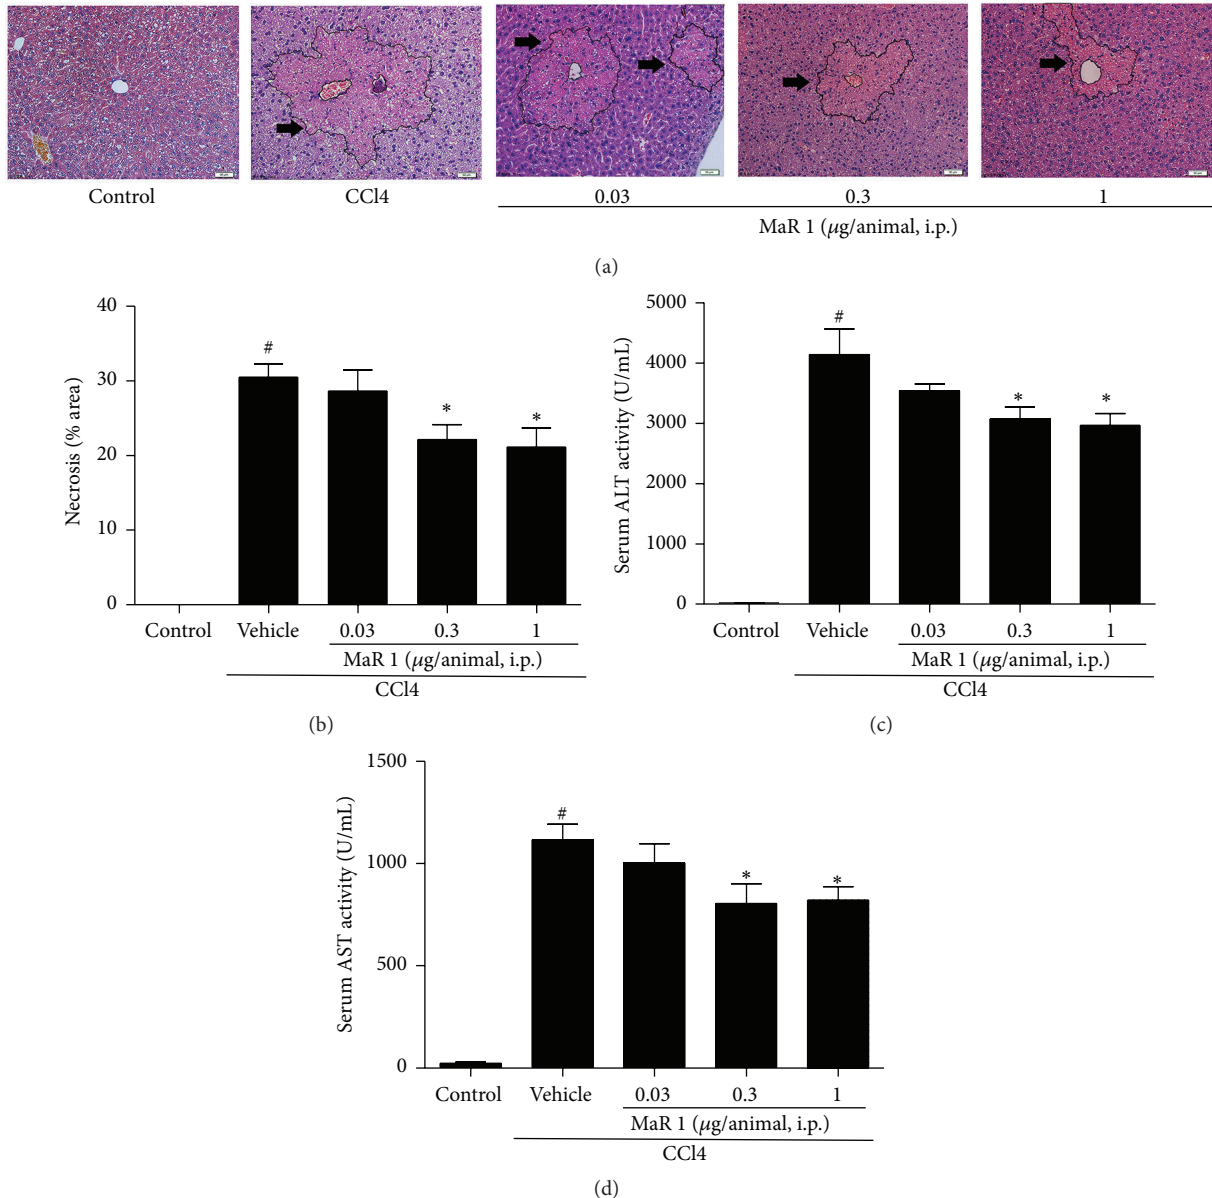 Control CCl4 0.03 0.3 1
MaR 1 (μg/animal, i.p.)
(a)
Necrosis (% area)
40
30
20
10
0
#
*
*
Control Vehicle 0.03 0.3 1
MaR 1 (μg/animal, i.p.)
CCl4
(b)
Serum ALT activity (U/mL)
5000
4000
3000
2000
1000
0
#
*
*
Control Vehicle 0.03 0.3 1
MaR 1 (μg/animal, i.p.)
CCl4
(c)
Serum AST activity (U/mL)
1500
1000
500
0
#
*
*
Control Vehicle 0.03 0.3 1
MaR 1 (μg/animal, i.p.)
CCl4
(d)